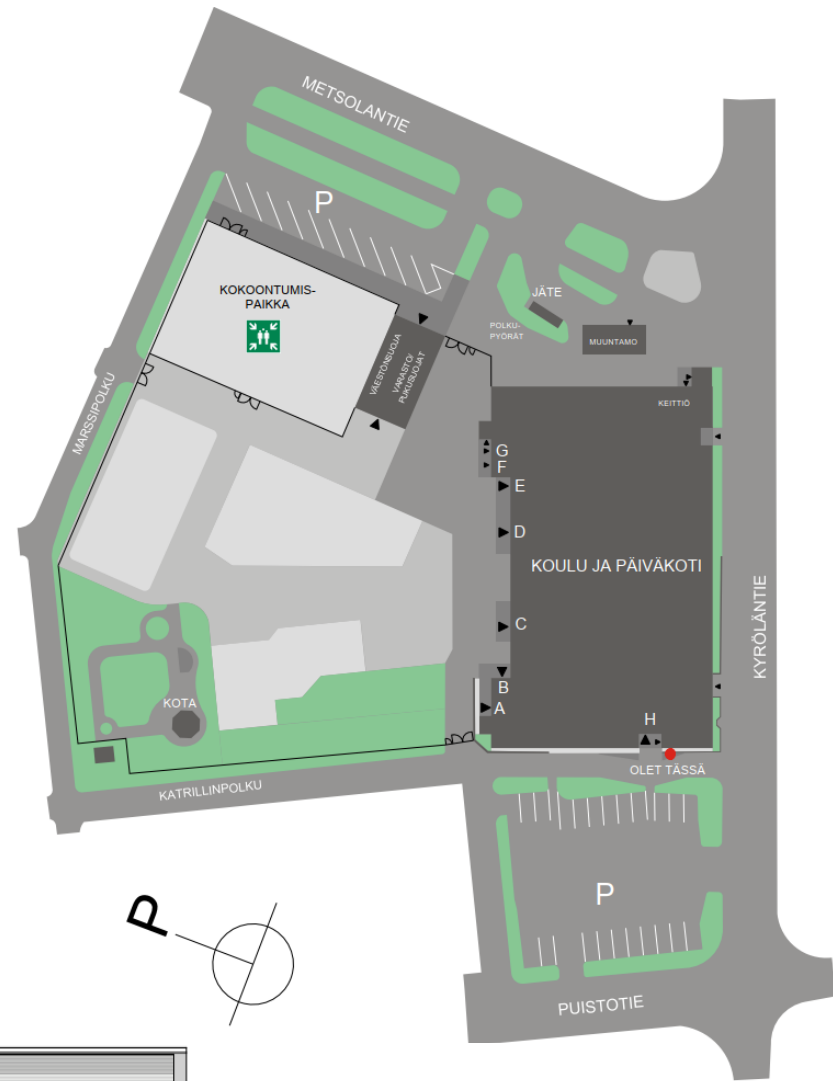 METSOLANTIE
P
KOKOONTUMIS-
PAIKKA
JÄTE
POLKU-
PYÖRÄT
MUUNTAMO
VÄESTÖNSUOJA
VARASTO/
PUKUSUOJAT
KEITTIÖ
MARSSIPOLKU
G
F
E
D
KOULU JA PÄIVÄKOTI
C
KYRÖLÄNTIE
B
A
KOTA
H
OLET TÄSSÄ
KATRILLINPOLKU
P
P
PUISTOTIE